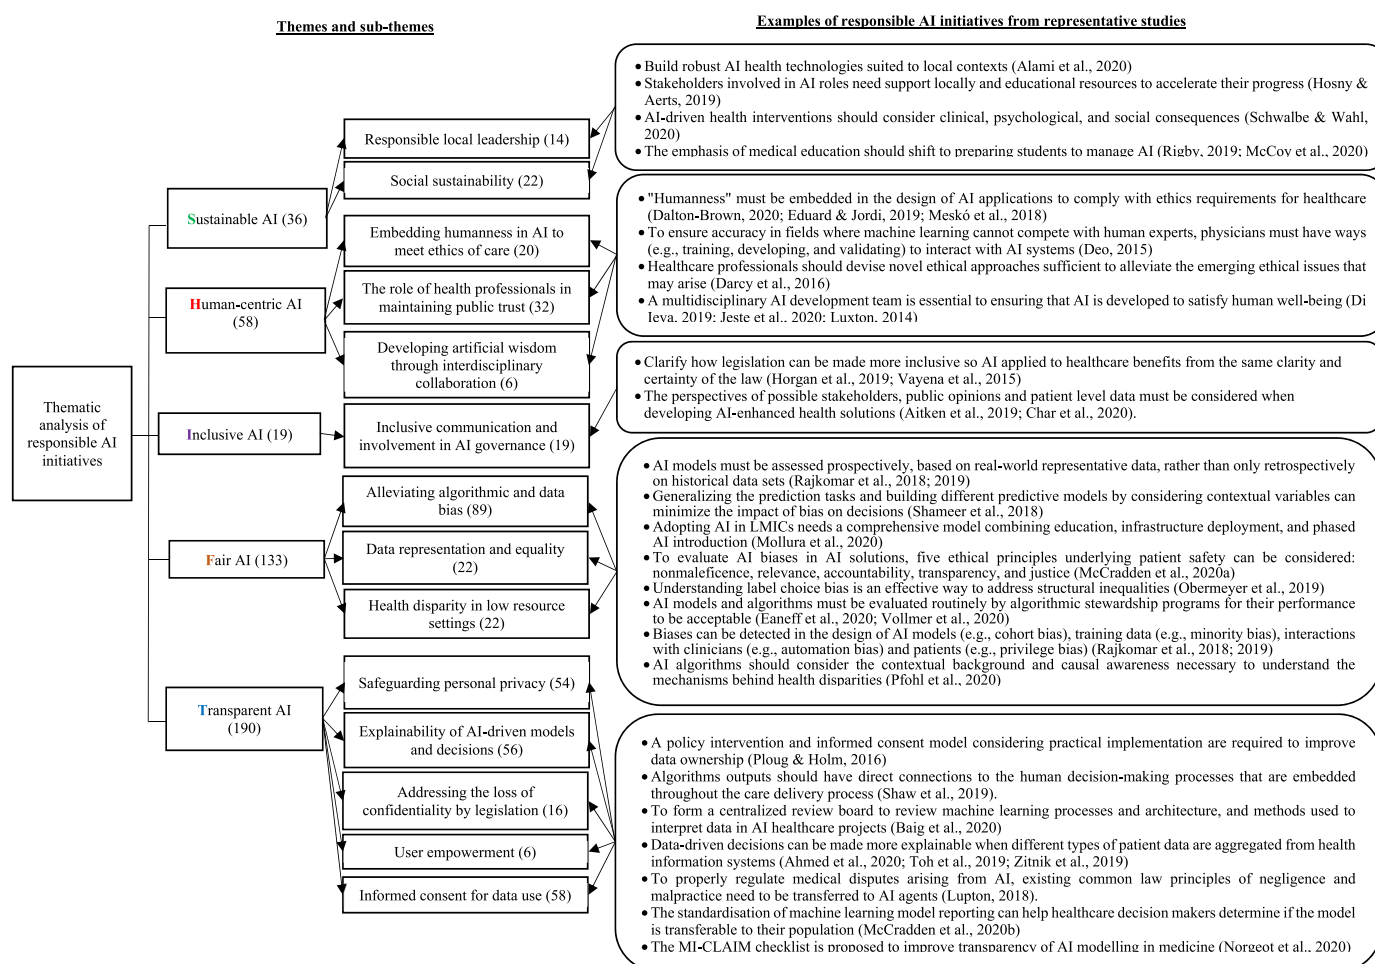 Themes and sub-themes
Examples of responsible AI initiatives from representative studies
Thematic
analysis of
responsible AI
initiatives
Sustainable AI (36)
Human-centric AI
(58)
Inclusive AI (19)
Fair AI (133)
Transparent AI
(190)
Responsible local leadership (14)
Social sustainability (22)
Embedding humanness in AI to
meet ethics of care (20)
The role of health professionals in
maintaining public trust (32)
Developing artificial wisdom
through interdisciplinary
collaboration (6)
Inclusive communication and
involvement in AI governance (19)
Alleviating algorithmic and data
bias (89)
Data representation and equality
(22)
Health disparity in low resource
settings (22)
Safeguarding personal privacy (54)
Explainability of AI-driven models
and decisions (56)
Addressing the loss of
confidentiality by legislation (16)
User empowerment (6)
Informed consent for data use (58)
• Build robust AI health technologies suited to local contexts (Alami et al., 2020)
• Stakeholders involved in AI roles need support locally and educational resources to accelerate their progress (Hosny &
Aerts, 2019)
• AI-driven health interventions should consider clinical, psychological, and social consequences (Schwalbe & Wahl,
2020)
• The emphasis of medical education should shift to preparing students to manage AI (Rigby, 2019; McCoy et al., 2020)
• "Humanness" must be embedded in the design of AI applications to comply with ethics requirements for healthcare
(Dalton-Brown, 2020; Eduard & Jordi, 2019; Meskó et al., 2018)
• To ensure accuracy in fields where machine learning cannot compete with human experts, physicians must have ways
(e.g., training, developing, and validating) to interact with AI systems (Deo, 2015)
• Healthcare professionals should devise novel ethical approaches sufficient to alleviate the emerging ethical issues that
may arise (Darcy et al., 2016)
• A multidisciplinary AI development team is essential to ensuring that AI is developed to satisfy human well-being (Di
Ieva, 2019; Jeste et al., 2020; Luxton, 2014)
• Clarify how legislation can be made more inclusive so AI applied to healthcare benefits from the same clarity and
certainty of the law (Horgan et al., 2019; Vayena et al., 2015)
• The perspectives of possible stakeholders, public opinions and patient level data must be considered when
developing AI-enhanced health solutions (Aitken et al., 2019; Char et al., 2020).
• AI models must be assessed prospectively, based on real-world representative data, rather than only retrospectively
on historical data sets (Rajkomar et al., 2018; 2019)
• Generalizing the prediction tasks and building different predictive models by considering contextual variables can
minimize the impact of bias on decisions (Shameer et al., 2018)
• Adopting AI in LMICs needs a comprehensive model combining education, infrastructure deployment, and phased
AI introduction (Mollura et al., 2020)
• To evaluate AI biases in AI solutions, five ethical principles underlying patient safety can be considered:
nonmaleficence, relevance, accountability, transparency, and justice (McCradden et al., 2020a)
• Understanding label choice bias is an effective way to address structural inequalities (Obermeyer et al., 2019)
• AI models and algorithms must be evaluated routinely by algorithmic stewardship programs for their performance
to be acceptable (Eaneff et al., 2020; Vollmer et al., 2020)
• Biases can be detected in the design of AI models (e.g., cohort bias), training data (e.g., minority bias), interactions
with clinicians (e.g., automation bias) and patients (e.g., privilege bias) (Rajkomar et al., 2018; 2019)
• AI algorithms should consider the contextual background and causal awareness necessary to understand the
mechanisms behind health disparities (Pfohl et al., 2020)
• A policy intervention and informed consent model considering practical implementation are required to improve
data ownership (Ploug & Holm, 2016)
• Algorithms outputs should have direct connections to the human decision-making processes that are embedded
throughout the care delivery process (Shaw et al., 2019).
• To form a centralized review board to review machine learning processes and architecture, and methods used to
interpret data in AI healthcare projects (Baig et al., 2020)
• Data-driven decisions can be made more explainable when different types of patient data are aggregated from health
information systems (Ahmed et al., 2020; Toh et al., 2019; Zitnik et al., 2019)
• To properly regulate medical disputes arising from AI, existing common law principles of negligence and
malpractice need to be transferred to AI agents (Lupton, 2018).
• The standardisation of machine learning model reporting can help healthcare decision makers determine if the model
is transferable to their population (McCradden et al., 2020b)
• The MI-CLAIM checklist is proposed to improve transparency of AI modelling in medicine (Norgeot et al., 2020)